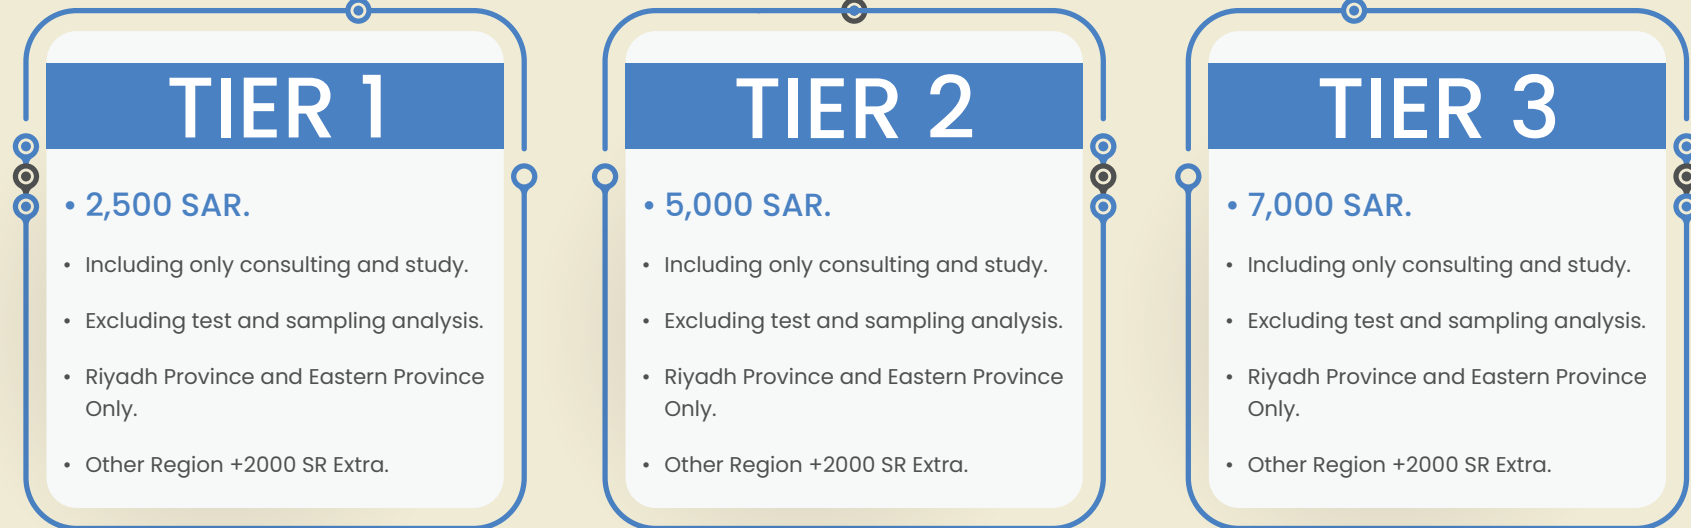 TIER 1
• 2,500 SAR.
• Including only consulting and study.
• Excluding test and sampling analysis.
• Riyadh Province and Eastern Province
Only.
• Other Region +2000 SR Extra.
TIER 2
• 5,000 SAR.
• Including only consulting and study.
• Excluding test and sampling analysis.
• Riyadh Province and Eastern Province
Only.
• Other Region +2000 SR Extra.
TIER 3
• 7,000 SAR.
• Including only consulting and study.
• Excluding test and sampling analysis.
• Riyadh Province and Eastern Province
Only.
• Other Region +2000 SR Extra.